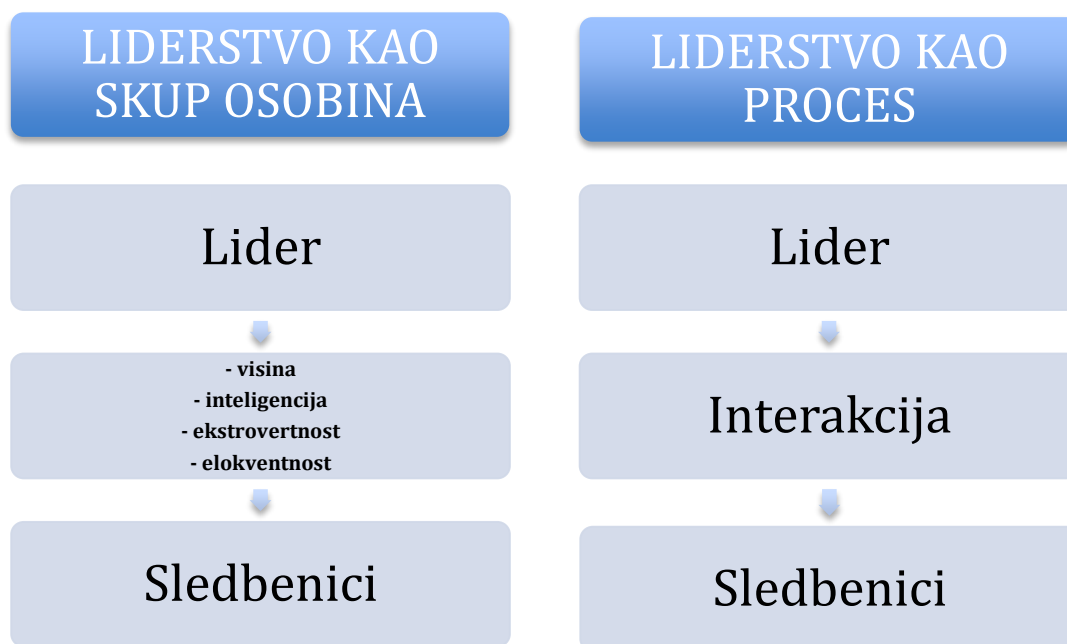 LIDERSTVO KAO
SKUP OSOBINA
Lider
- visina
- inteligencija
- ekstrovertnost
- elokventnost
Sledbenici
LIDERSTVO KAO
PROCES
Lider
Interakcija
Sledbenici